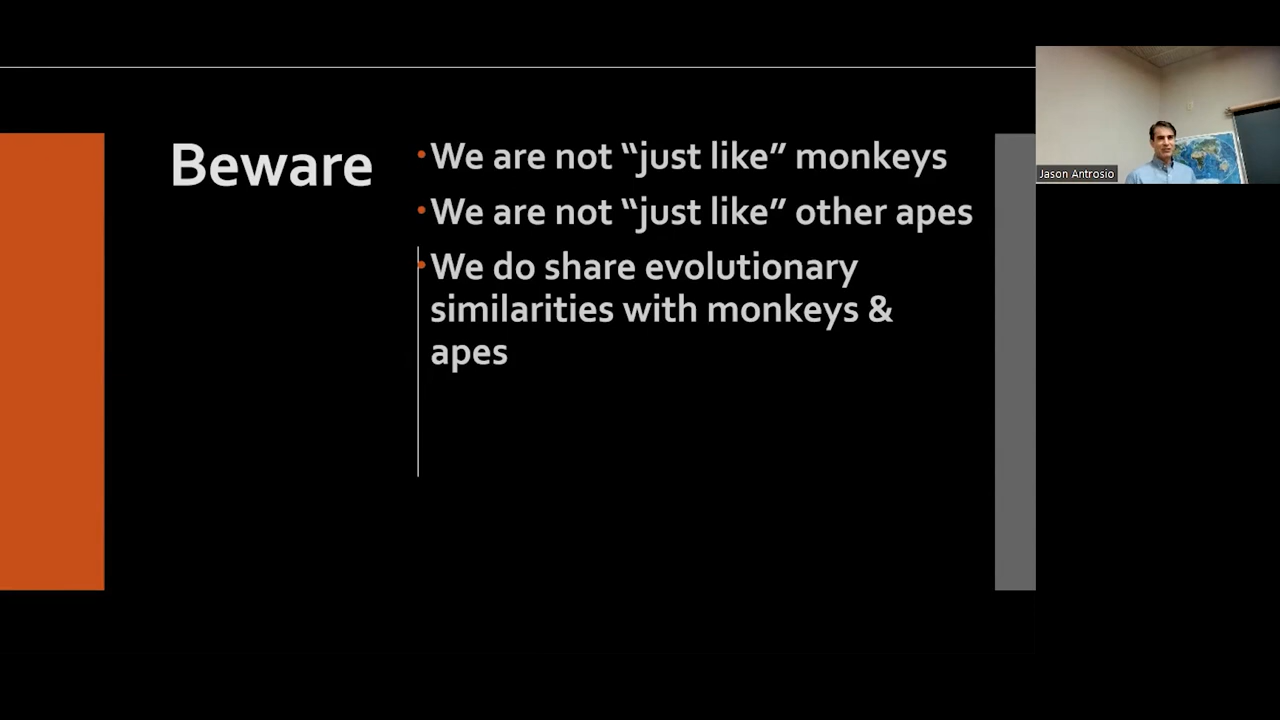 Beware
We are not “just like” monkeys
We are not “just like” other apes
We do share evolutionary
similarities with monkeys &
apes
Jason Antrosio